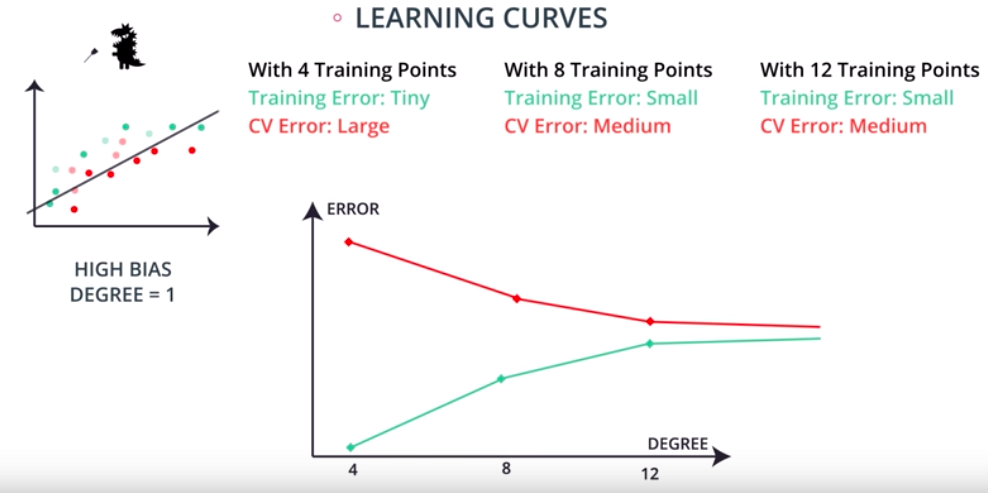 LEARNING CURVES
With 4 Training Points
Training Error: Tiny
CV Error: Large
With 8 Training Points
Training Error: Small
CV Error: Medium
With 12 Training Points
Training Error: Small
CV Error: Medium
HIGH BIAS
DEGREE = 1
ERROR
DEGREE
4
8
12